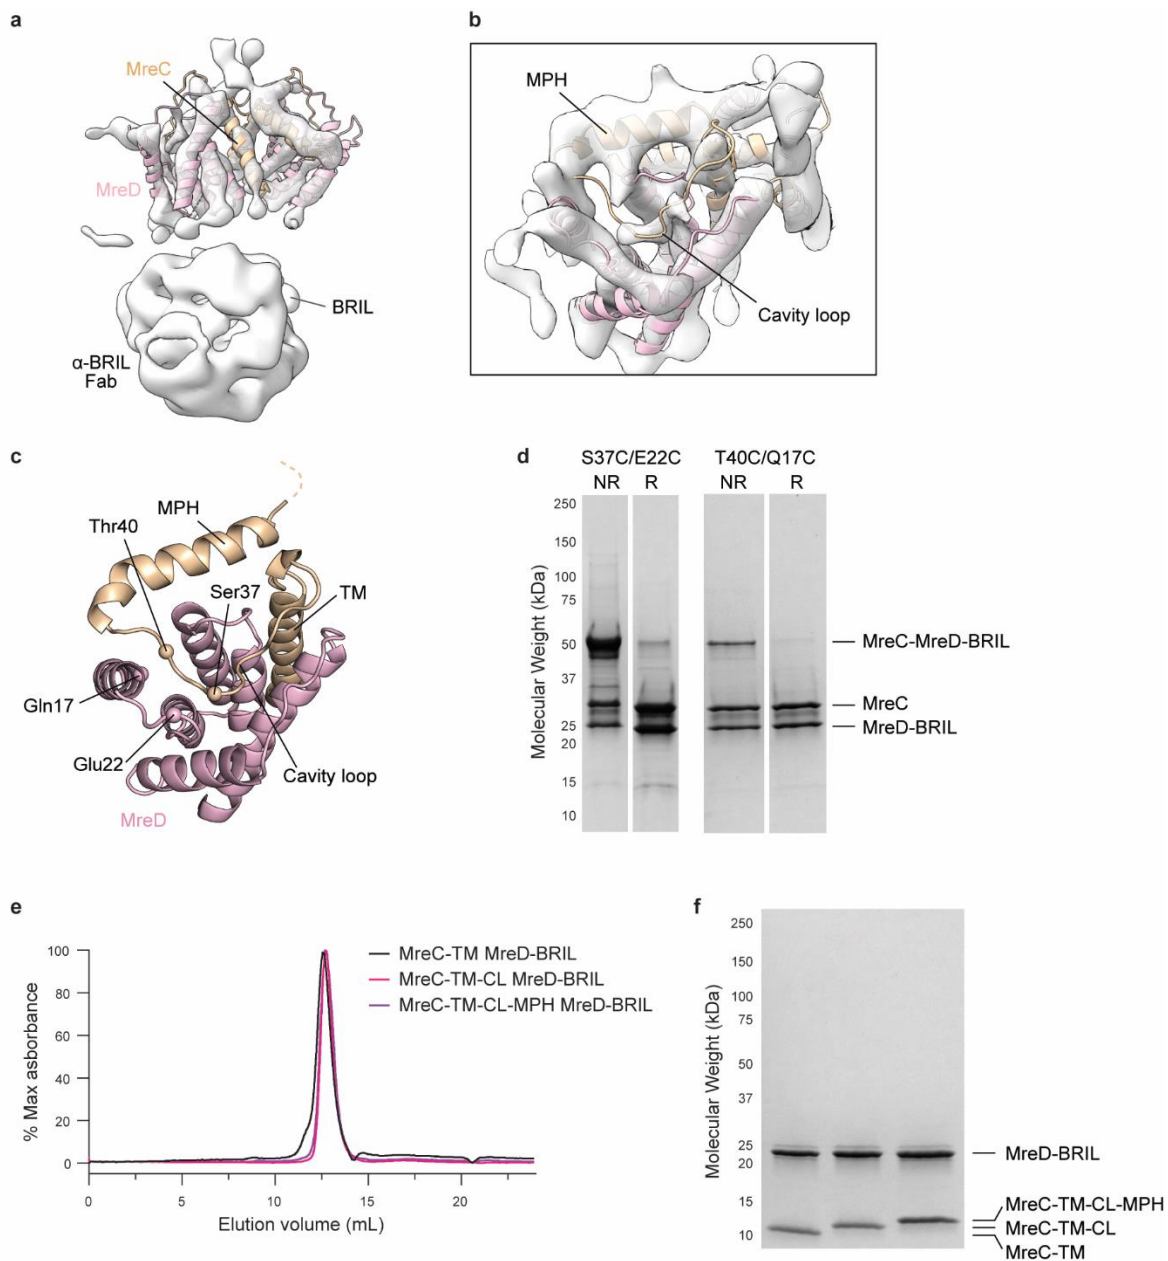 a
MreC
MreD
BRIL
α-BRIL
Fab
b
MPH
Cavity loop
c
MPH
Thr40
Ser37
TM
Gln17
Glu22
Cavity loop
MreD
d
S37C/E22C T40C/Q17C
NR R NR R
Molecular Weight (kDa)
250
150
100
75
50
37
25
20
15
10
MreC-MreD-BRIL
MreC
MreD-BRIL
e
% Max asborbance
100
80
60
40
20
0
0 5 10 15 20
Elution volume (mL)
MreC-TM MreD-BRIL
MreC-TM-CL MreD-BRIL
MreC-TM-CL-MPH MreD-BRIL
f
Molecular Weight (kDa)
250
150
100
75
50
37
25
20
15
10
MreD-BRIL
MreC-TM-CL-MPH
MreC-TM-CL
MreC-TM